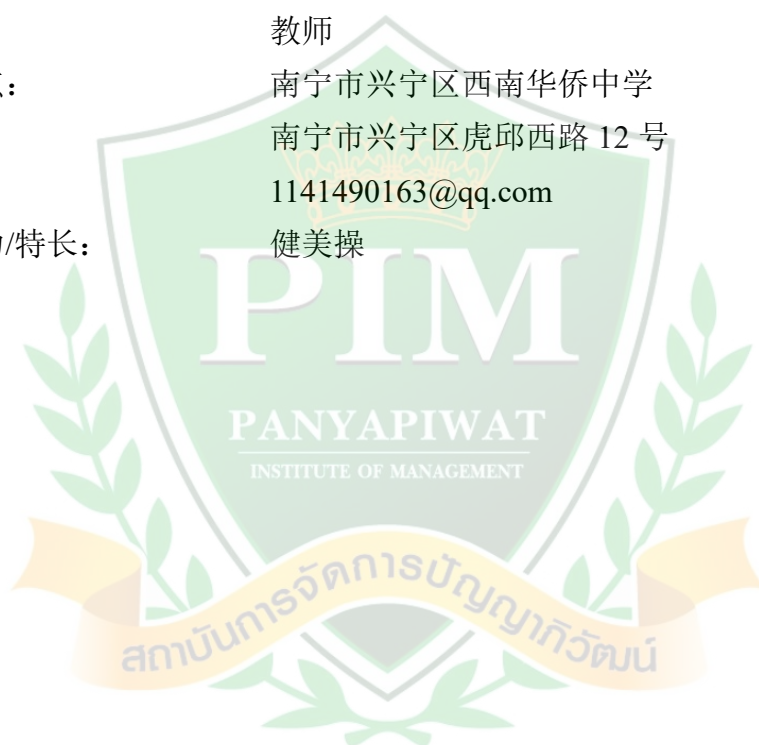 教师
: 南宁市兴宁区西南华侨中学
南宁市兴宁区虎邱西路 12 号
1141490163@qq.com
/特长: 健美操
PIM
PANYAPIWAT
INSTITUTE OF MANAGEMENT
สถาบันการจัดการปัญญาภิวัฒน์